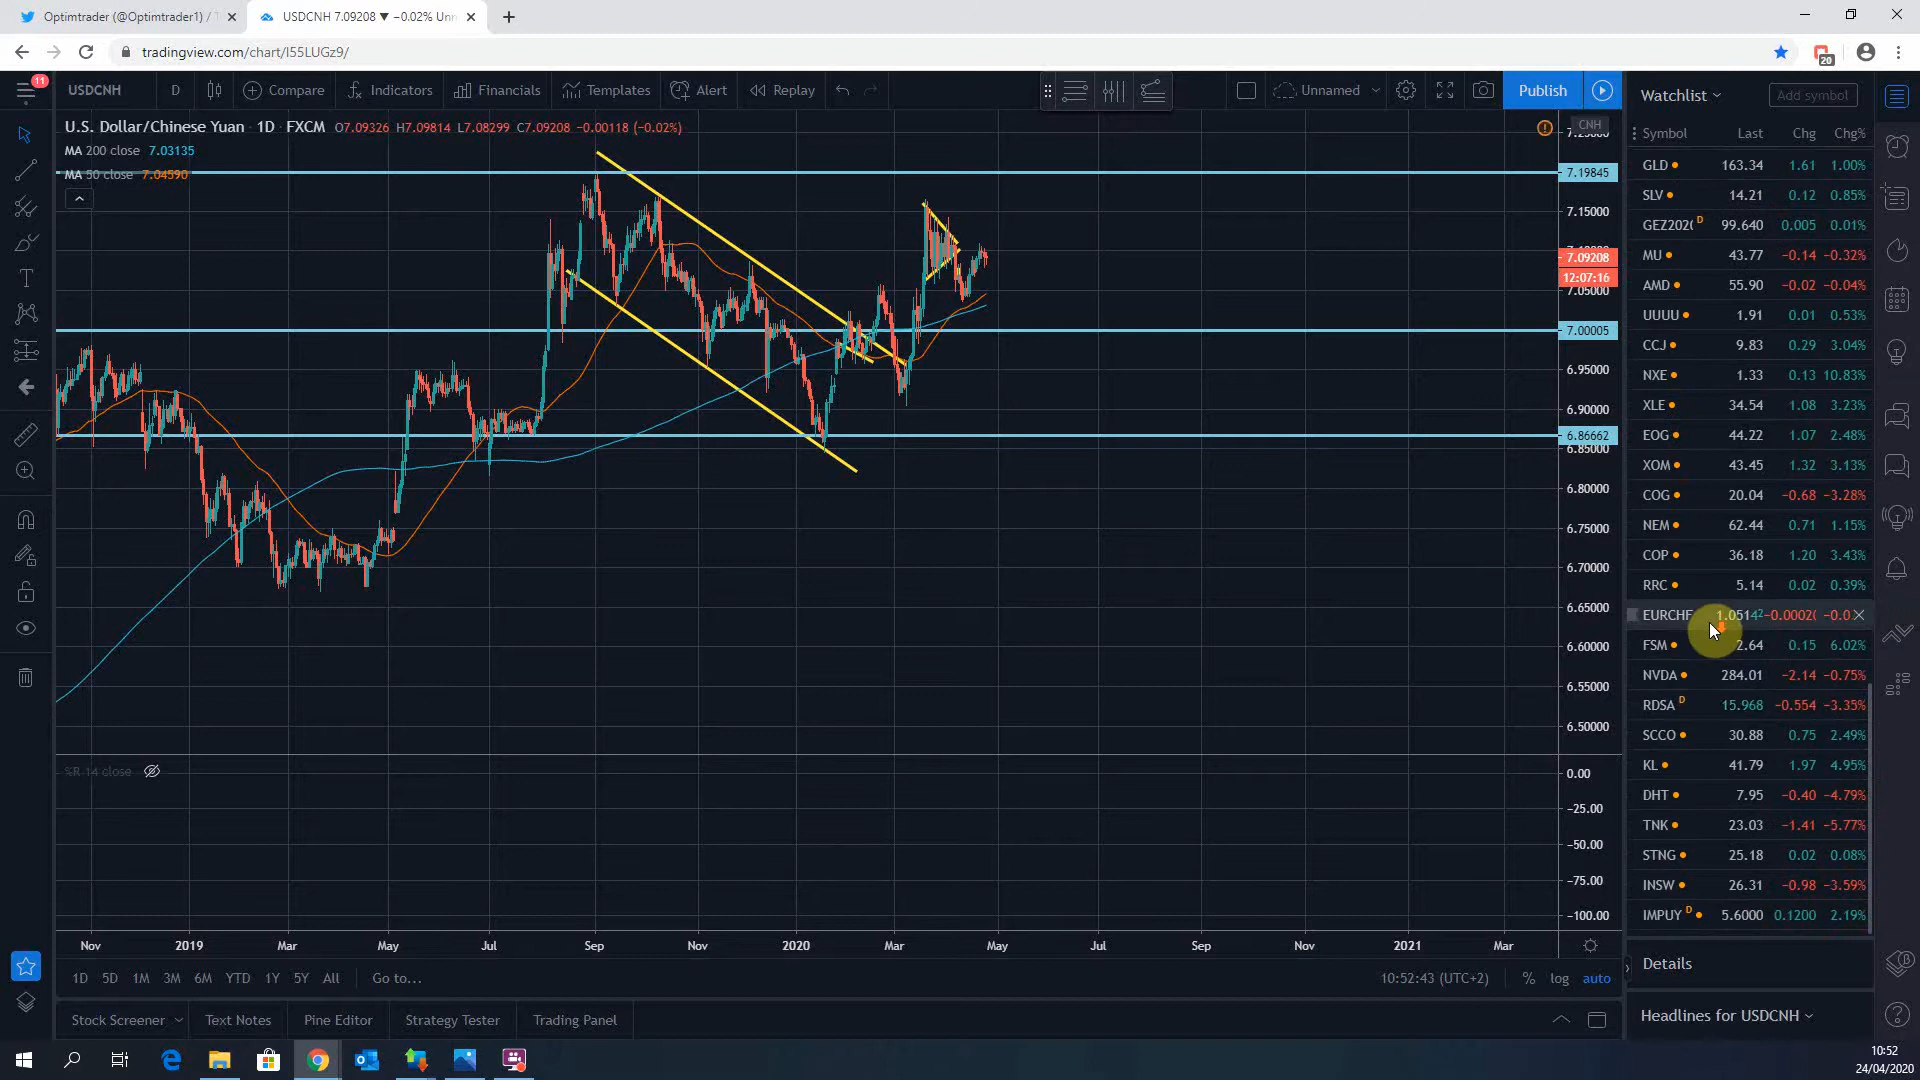 Optimtrader (@Optimtrader1) / T
USDCNH 7.09208 ▼ −0.02% Unn
tradingview.com/chart/I55LUGz9/
20
11
USDCNH D Compare Indicators Financials Templates Alert Replay Unnamed Publish
U.S. Dollar/Chinese Yuan 1D FXCM O7.09326 H7.09814 L7.08299 C7.09208 −0.00118 (−0.02%)
MA 200 close 7.03135
MA 50 close 7.04590
CNH
7.19845
7.15000
7.09208
12:07:16
7.05000
7.00005
6.95000
6.90000
6.86662
6.85000
6.80000
6.75000
6.70000
6.65000
6.60000
6.55000
6.50000
%R 14 close
0.00
−25.00
−50.00
−75.00
−100.00
Nov 2019 Mar May Jul Sep Nov 2020 Mar May Jul Sep Nov 2021 Mar
1D 5D 1M 3M 6M YTD 1Y 5Y All Go to... 10:52:43 (UTC+2) % log auto
Stock Screener Text Notes Pine Editor Strategy Tester Trading Panel
Watchlist Add symbol
Symbol Last Chg Chg%
GLD 163.34 1.61 1.00%
SLV 14.21 0.12 0.85%
GEZ202 D 99.640 0.005 0.01%
MU 43.77 −0.14 −0.32%
AMD 55.90 −0.02 −0.04%
UUUU 1.91 0.01 0.53%
CCJ 9.83 0.29 3.04%
NXE 1.33 0.13 10.83%
XLE 34.54 1.08 3.23%
EOG 44.22 1.07 2.48%
XOM 43.45 1.32 3.13%
COG 20.04 −0.68 −3.28%
NEM 62.44 0.71 1.15%
COP 36.18 1.20 3.43%
RRC 5.14 0.02 0.39%
EURCHF 1.05142 −0.0002( −0.0
FSM 2.64 0.15 6.02%
NVDA 284.01 −2.14 −0.75%
RDSA D 15.968 −0.554 −3.35%
SCCO 30.88 0.75 2.49%
KL 41.79 1.97 4.95%
DHT 7.95 −0.40 −4.79%
TNK 23.03 −1.41 −5.77%
STNG 25.18 0.02 0.08%
INSW 26.31 −0.98 −3.59%
IMPUY D 5.6000 0.1200 2.19%
Details
Headlines for USDCNH
10:52
24/04/2020